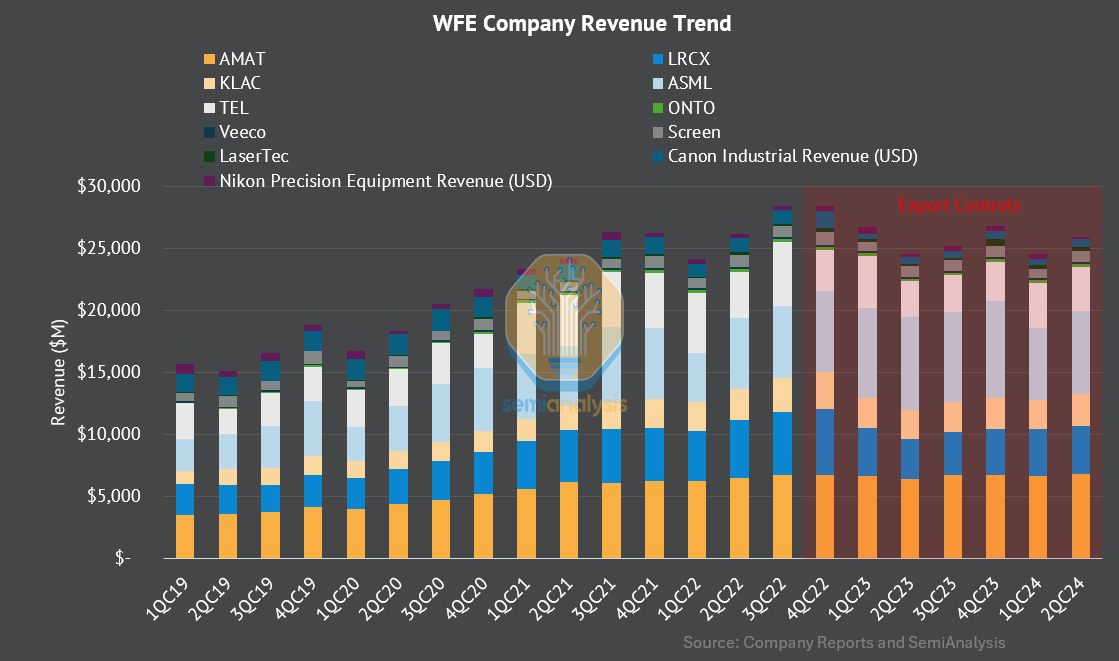 WFE Company Revenue Trend
AMAT
LRCX
KLAC
ASML
TEL
ONTO
Veeco
Screen
LaserTec
Canon Industrial Revenue (USD)
Nikon Precision Equipment Revenue (USD)
Revenue ($M)
$30,000
$25,000
$20,000
$15,000
$10,000
$5,000
$-
Export Controls
semianalysis
1QC19
2QC19
3QC19
4QC19
1QC20
2QC20
3QC20
4QC20
1QC21
2QC21
3QC21
4QC21
1QC22
2QC22
3QC22
4QC22
1QC23
2QC23
3QC23
4QC23
1QC24
2QC24
Source: Company Reports and SemiAnalysis